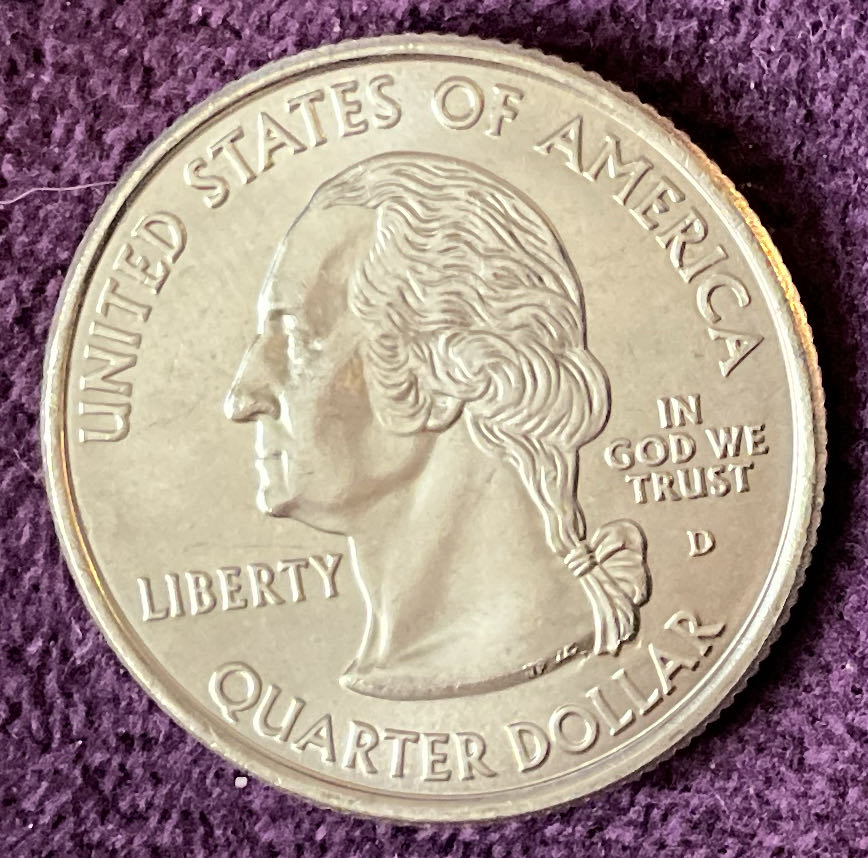 UNITED STATES OF AMERICA
IN
GOD WE
TRUST
D
LIBERTY
QUARTER DOLLAR